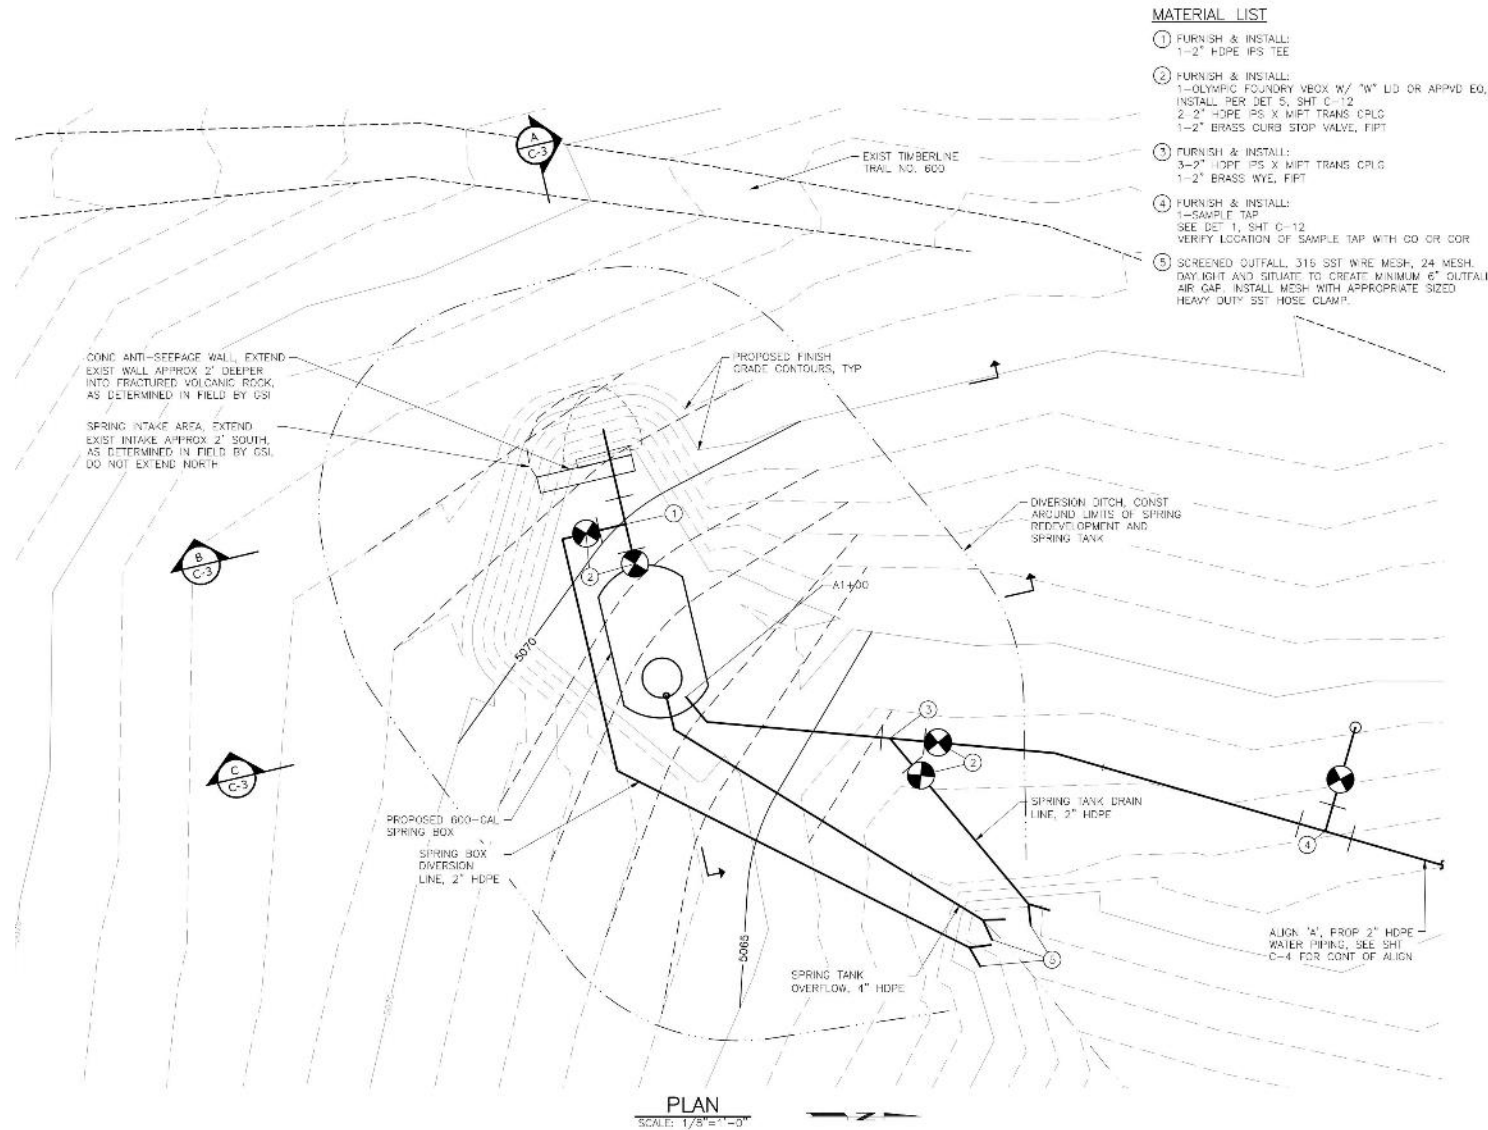 MATERIAL LIST
1 FURNISH & INSTALL:
1-2" HDPE IPS TEE
2 FURNISH & INSTALL:
1-OLYMPIC FOUNDRY VBOX W/ "W" LID OR APPVD EQ,
INSTALL PER DET 5, SHT C-12
2-2" HDPE IPS X MIPT TRANS CPLG
1-2" BRASS CURB STOP VALVE, FIPT
3 FURNISH & INSTALL:
3-2" HDPE IPS X MIPT TRANS CPLG
1-2" BRASS WYE, FIPT
4 FURNISH & INSTALL:
1-SAMPLE TAP
SEE DET 1, SHT C-12
VERIFY LOCATION OF SAMPLE TAP WITH CO OR COR
5 SCREENED OUTFALL, 316 SST WIRE MESH, 24 MESH.
DAYLIGHT AND SITUATE TO CREATE MINIMUM 6" OUTFALL
AIR GAP. INSTALL MESH WITH APPROPRIATE SIZED
HEAVY DUTY SST HOSE CLAMP.
A
C-3
EXIST TIMBERLINE
TRAIL NO. 600
CONC ANTI-SEEPAGE WALL, EXTEND
EXIST WALL APPROX 2' DEEPER
INTO FRACTURED VOLCANIC ROCK,
AS DETERMINED IN FIELD BY GSI
PROPOSED FINISH
GRADE CONTOURS, TYP
SPRING INTAKE AREA, EXTEND
EXIST INTAKE APPROX 2' SOUTH,
AS DETERMINED IN FIELD BY GSI,
DO NOT EXTEND NORTH
DIVERSION DITCH, CONST
AROUND LIMITS OF SPRING
REDEVELOPMENT AND
SPRING TANK
1
B
C-3
2
A1+00
5070
3
2
C
C-3
PROPOSED 600-GAL
SPRING BOX
SPRING TANK DRAIN
LINE, 2" HDPE
4
SPRING BOX
DIVERSION
LINE, 2" HDPE
5065
5
SPRING TANK
OVERFLOW, 4" HDPE
ALIGN 'A', PROP 2" HDPE
WATER PIPING, SEE SHT
C-4 FOR CONT OF ALIGN
PLAN
SCALE: 1/8"=1'-0"
Z